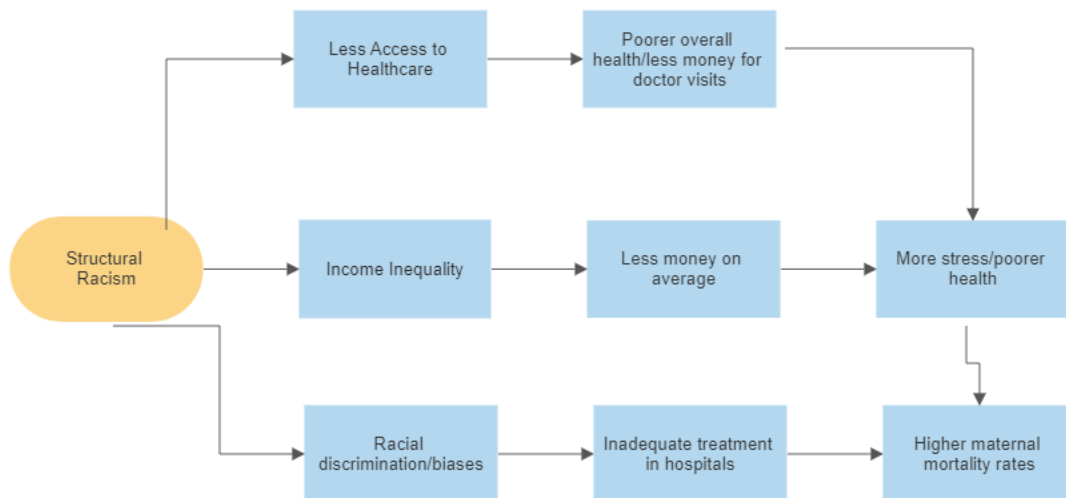 Less Access to
Healthcare
Poorer overall
health/less money for
doctor visits
Structural
Racism
Income Inequality
Less money on
average
More stress/poorer
health
Racial
discrimination/biases
Inadequate treatment
in hospitals
Higher maternal
mortality rates